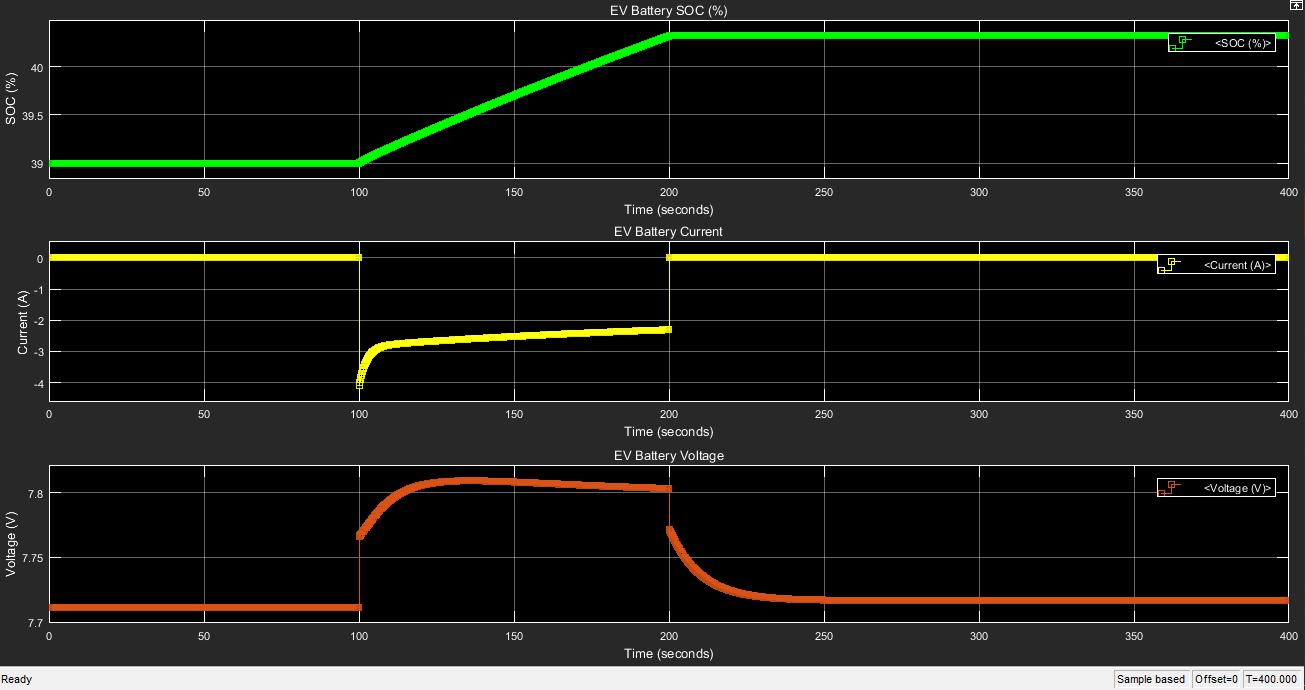 EV Battery SOC (%)
<SOC (%)>
SOC (%)
40
39.5
39
0 50 100 150 200 250 300 350 400
Time (seconds)
EV Battery Current
<Current (A)>
Current (A)
0
-1
-2
-3
-4
0 50 100 150 200 250 300 350 400
Time (seconds)
EV Battery Voltage
<Voltage (V)>
Voltage (V)
7.8
7.75
7.7
0 50 100 150 200 250 300 350 400
Time (seconds)
Ready Sample based Offset=0 T=400.000